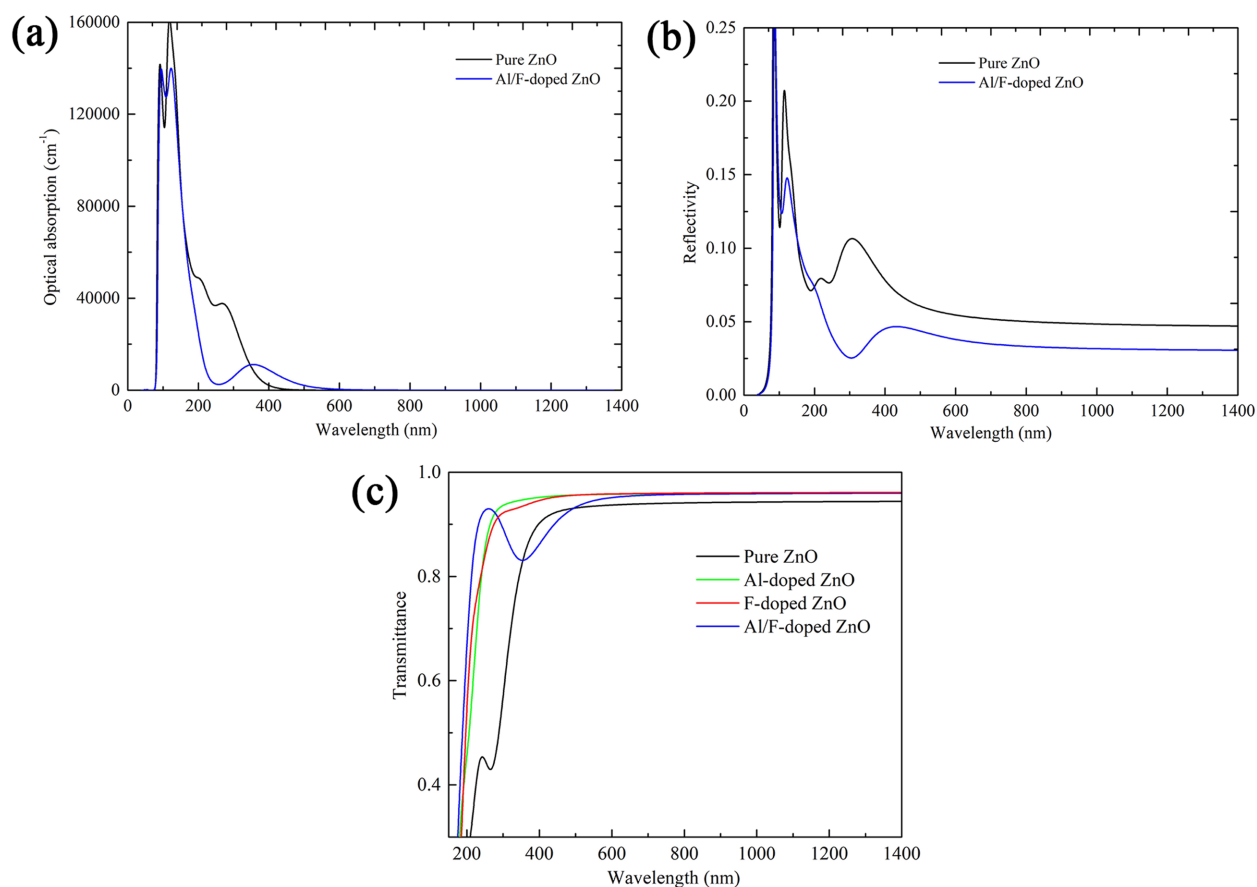 (a)
160000
120000
80000
40000
0
Optical absorption (cm⁻¹)
Pure ZnO
Al/F-doped ZnO
0 200 400 600 800 1000 1200 1400
Wavelength (nm)
(b)
0.25
0.20
0.15
0.10
0.05
0.00
Reflectivity
Pure ZnO
Al/F-doped ZnO
0 200 400 600 800 1000 1200 1400
Wavelength (nm)
(c)
1.0
0.8
0.6
0.4
Transmittance
Pure ZnO
Al-doped ZnO
F-doped ZnO
Al/F-doped ZnO
200 400 600 800 1000 1200 1400
Wavelength (nm)